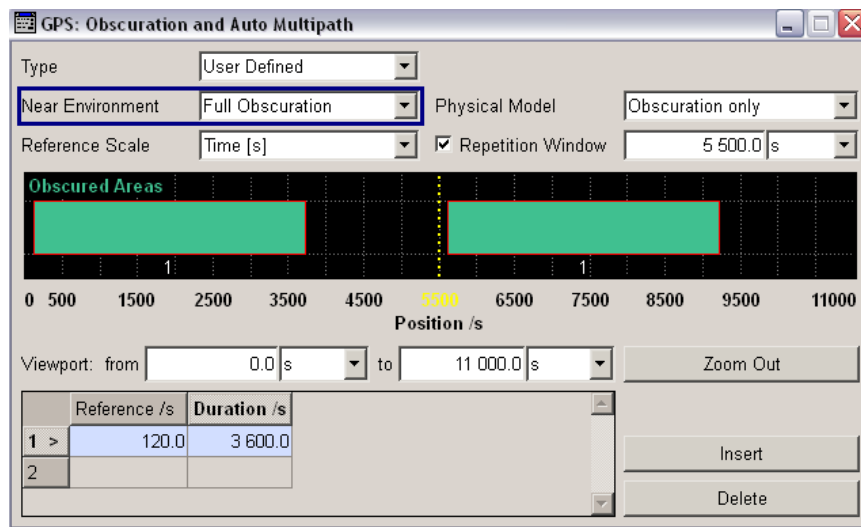 GPS: Obscuration and Auto Multipath
Type User Defined
Near Environment Full Obscuration Physical Model Obscuration only
Reference Scale Time [s] Repetition Window 5 500.0 s
Obscured Areas
1 1
0 500 1500 2500 3500 4500 5500 6500 7500 8500 9500 11000
Position /s
Viewport: from 0.0 s to 11 000.0 s Zoom Out
Reference /s Duration /s
1 > 120.0 3 600.0
Insert
2
Delete